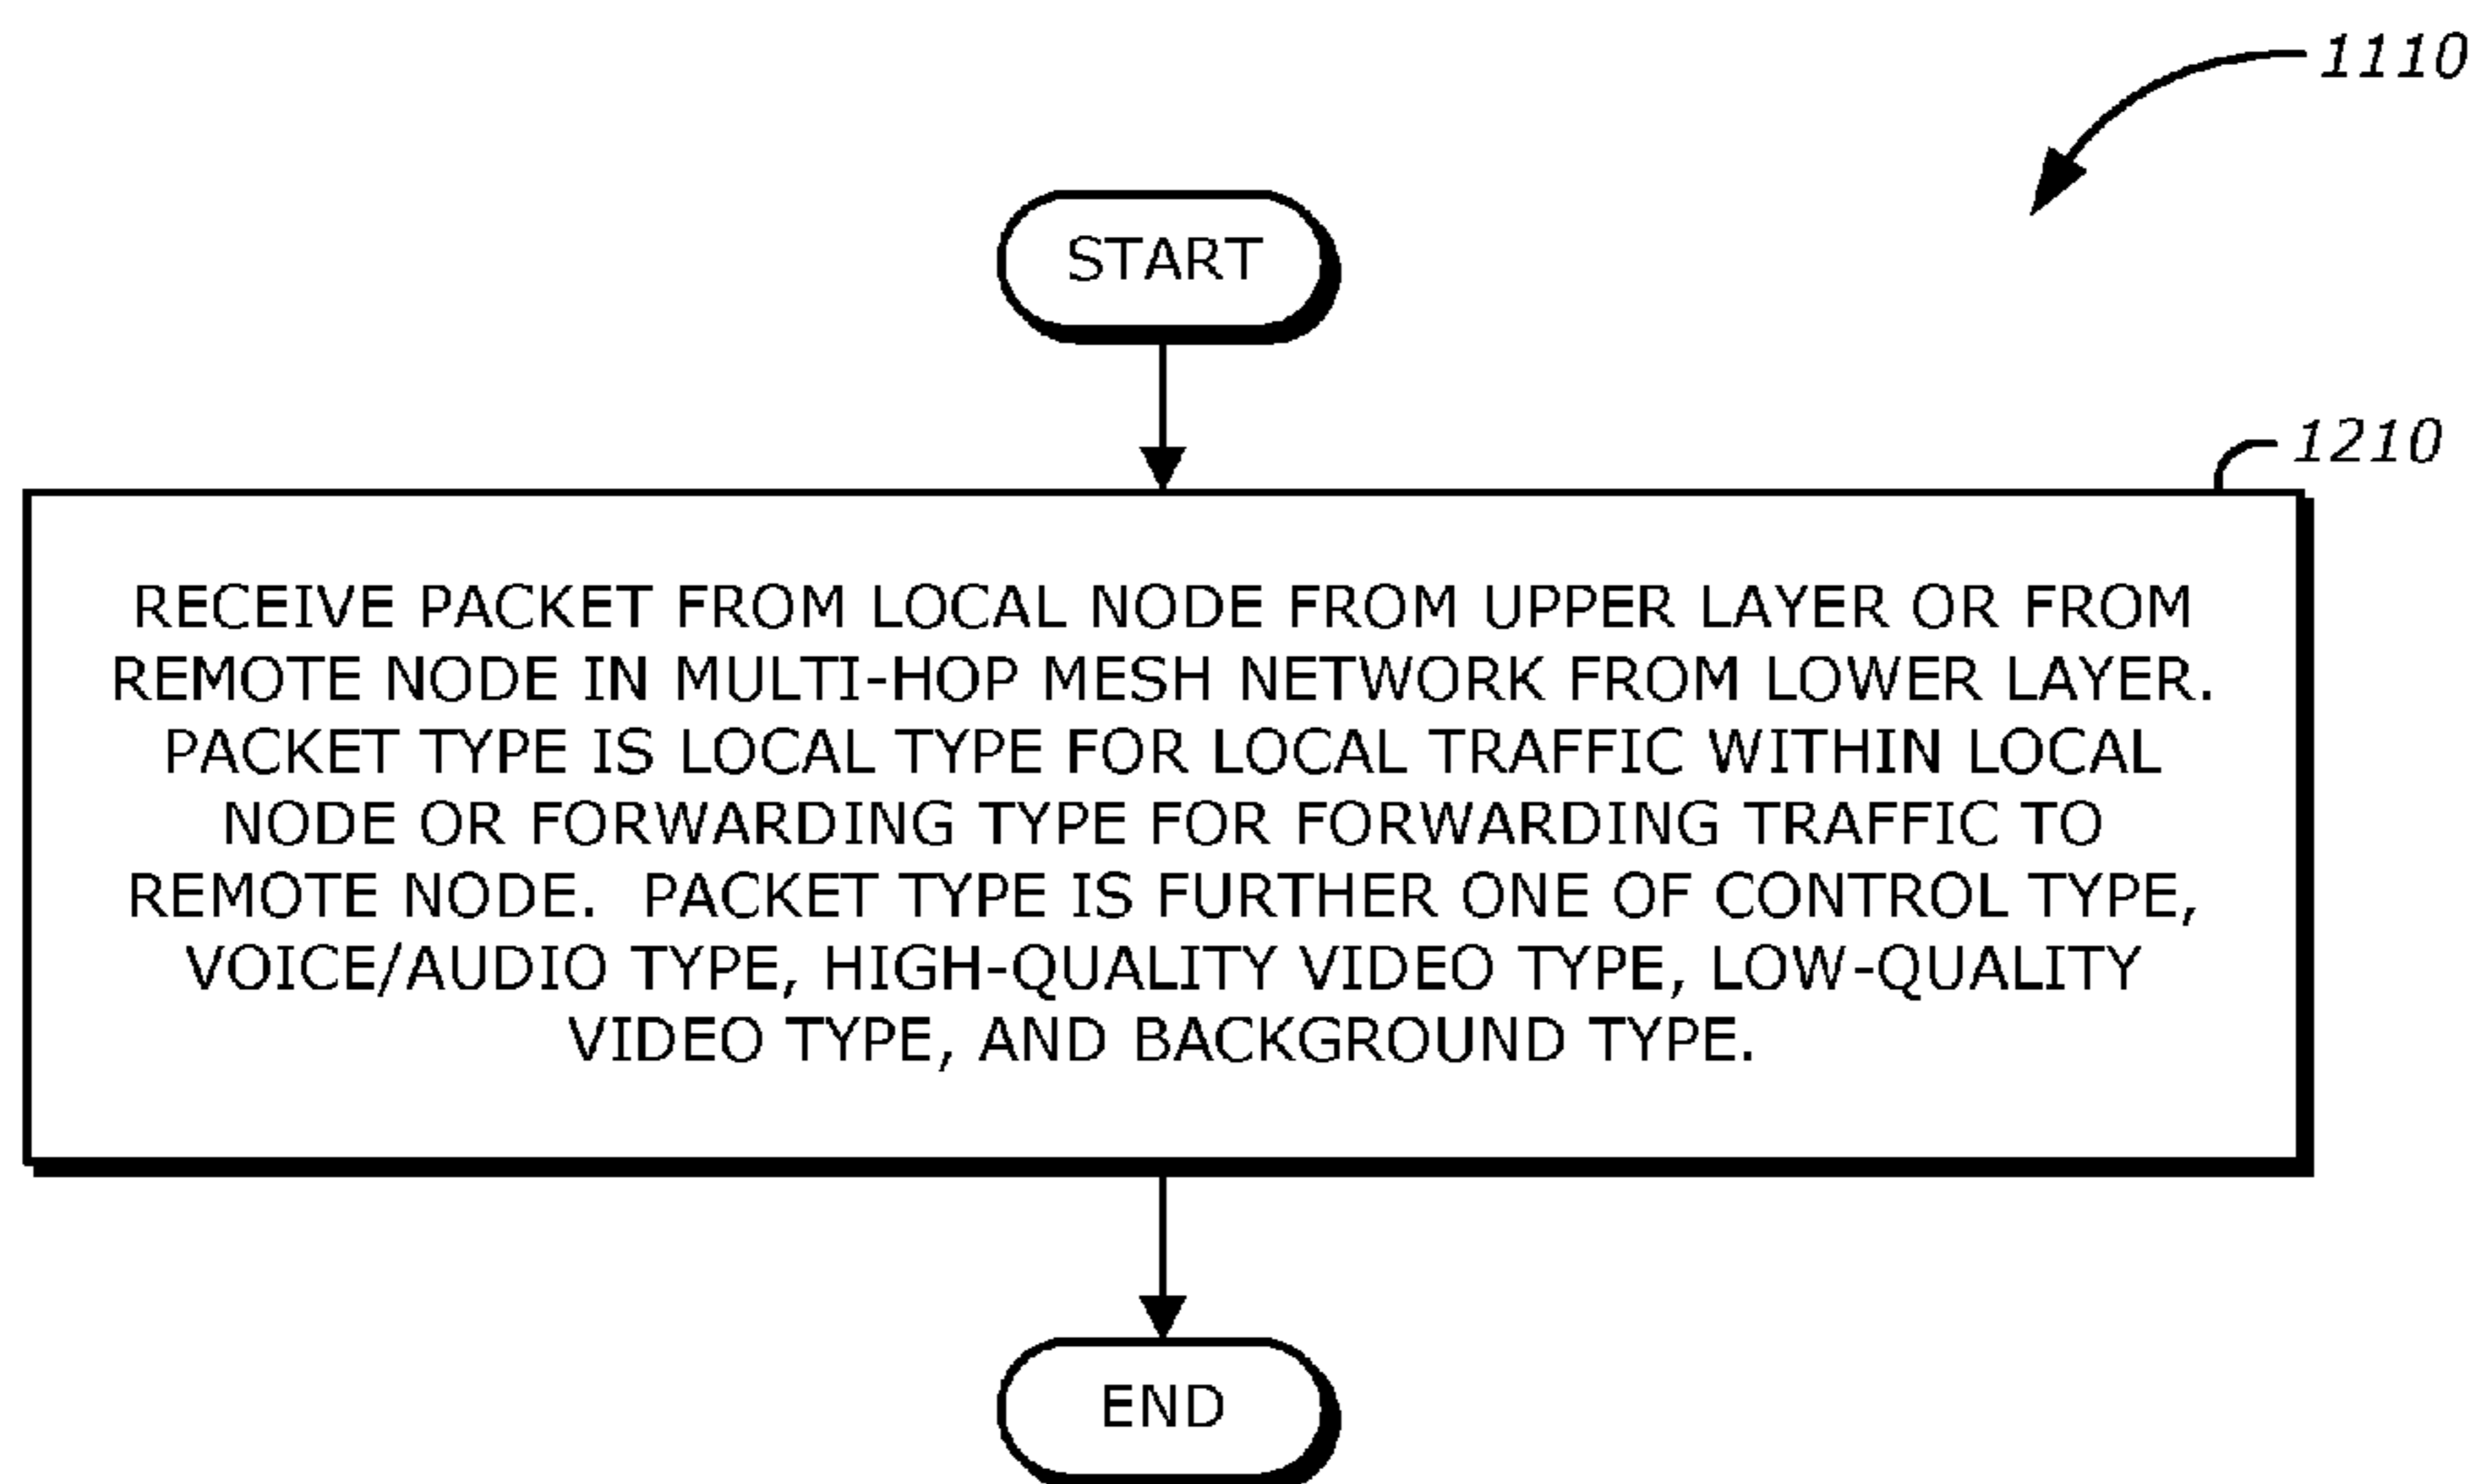 1110
START
1210
RECEIVE PACKET FROM LOCAL NODE FROM UPPER LAYER OR FROM
REMOTE NODE IN MULTI-HOP MESH NETWORK FROM LOWER LAYER.
PACKET TYPE IS LOCAL TYPE FOR LOCAL TRAFFIC WITHIN LOCAL
NODE OR FORWARDING TYPE FOR FORWARDING TRAFFIC TO
REMOTE NODE.  PACKET TYPE IS FURTHER ONE OF CONTROL TYPE,
VOICE/AUDIO TYPE, HIGH-QUALITY VIDEO TYPE, LOW-QUALITY
VIDEO TYPE, AND BACKGROUND TYPE.
END